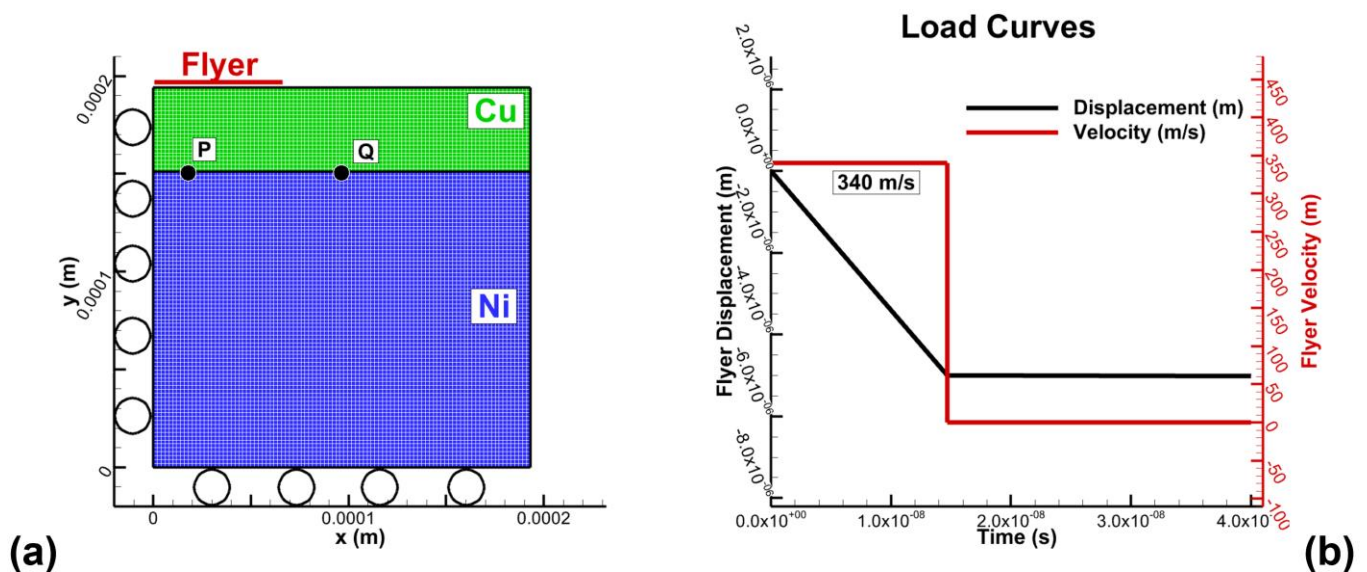 Flyer
Cu
P
Q
Ni
y (m)
0.0002
0.0001
0
0
0.0001
0.0002
x (m)
(a)
Load Curves
Displacement (m)
Velocity (m/s)
340 m/s
Flyer Displacement (m)
2.0x10-06
0.0x10+00
-2.0x10-06
-4.0x10-06
-6.0x10-06
-8.0x10-06
Flyer Velocity (m)
450
400
350
300
250
200
150
100
50
0
-50
-100
0.0x10+00
1.0x10-08
2.0x10-08
3.0x10-08
4.0x10
Time (s)
(b)